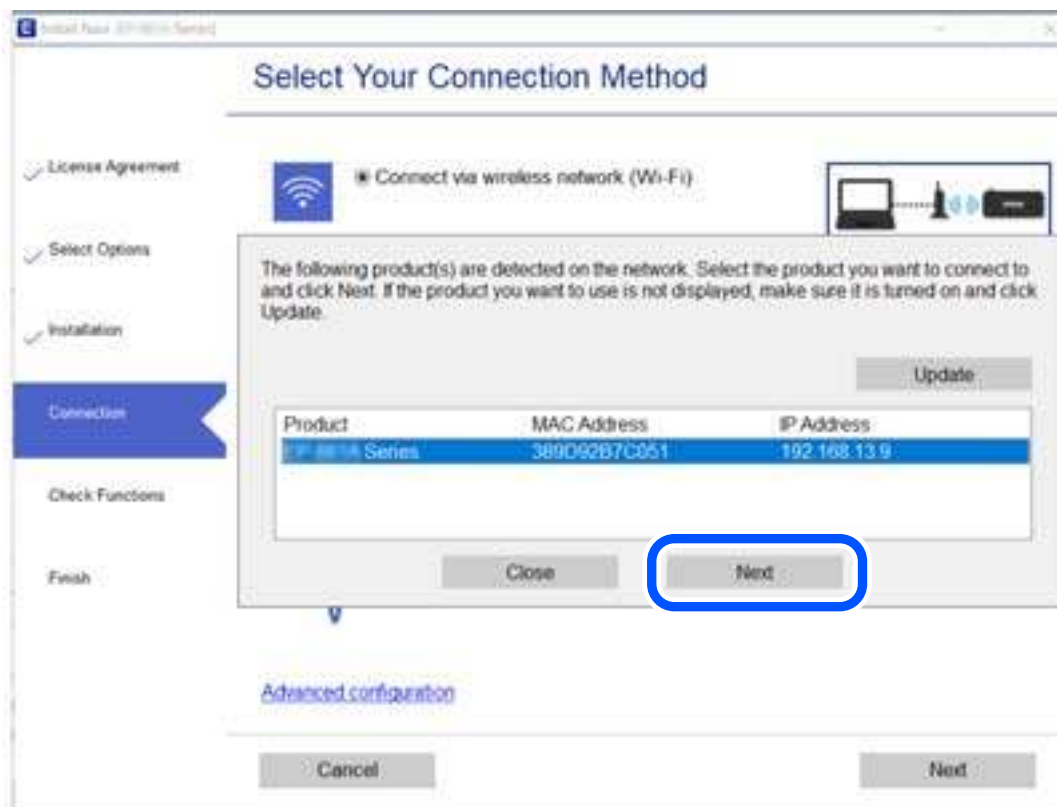 Install Navi
Select Your Connection Method
License Agreement
Select Options
Installation
Connection
Check Functions
Finish
Connect via wireless network (Wi-Fi)
The following product(s) are detected on the network. Select the product you want to connect to
and click Next. If the product you want to use is not displayed, make sure it is turned on and click
Update.
Update
Product MAC Address IP Address
Series 389D92B7C051 192.168.13.9
Close Next
Advanced configuration
Cancel Next